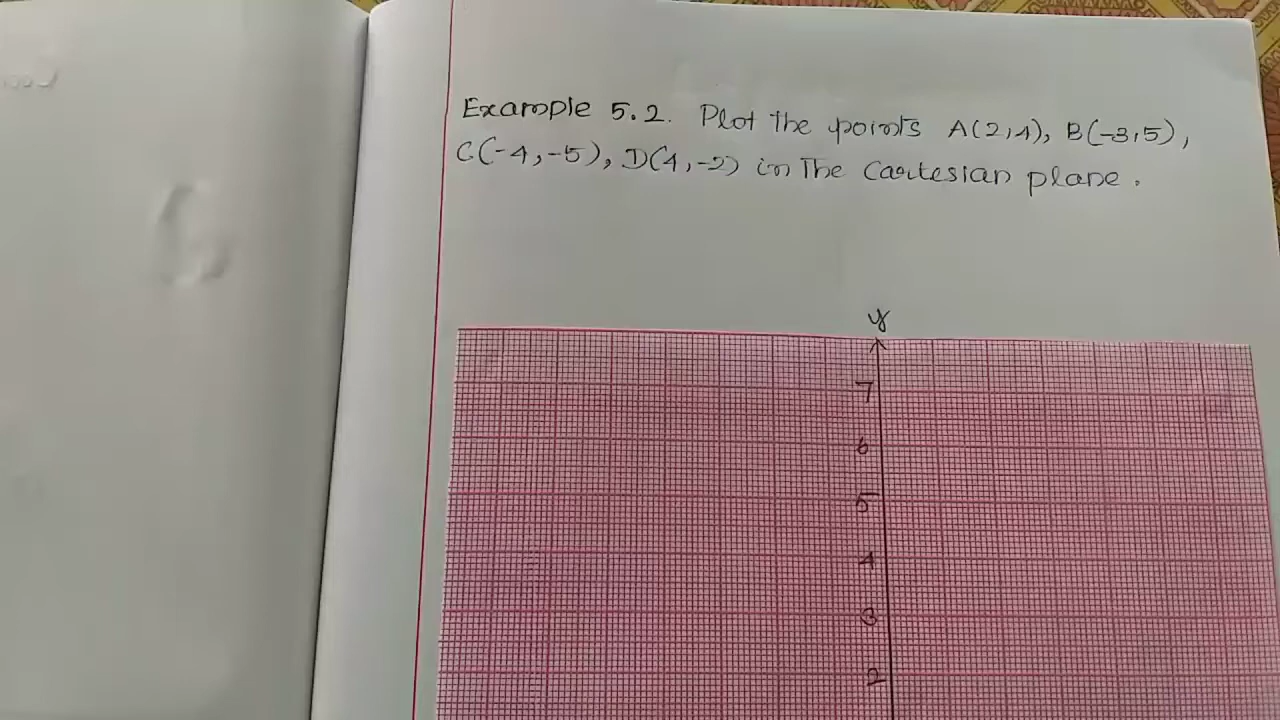 Example 5.2. Plot the points A(2,4), B(-3,5),
C(-4,-5), D(4,-2) in the Cartesian plane.
y
7
6
5
4
3
2